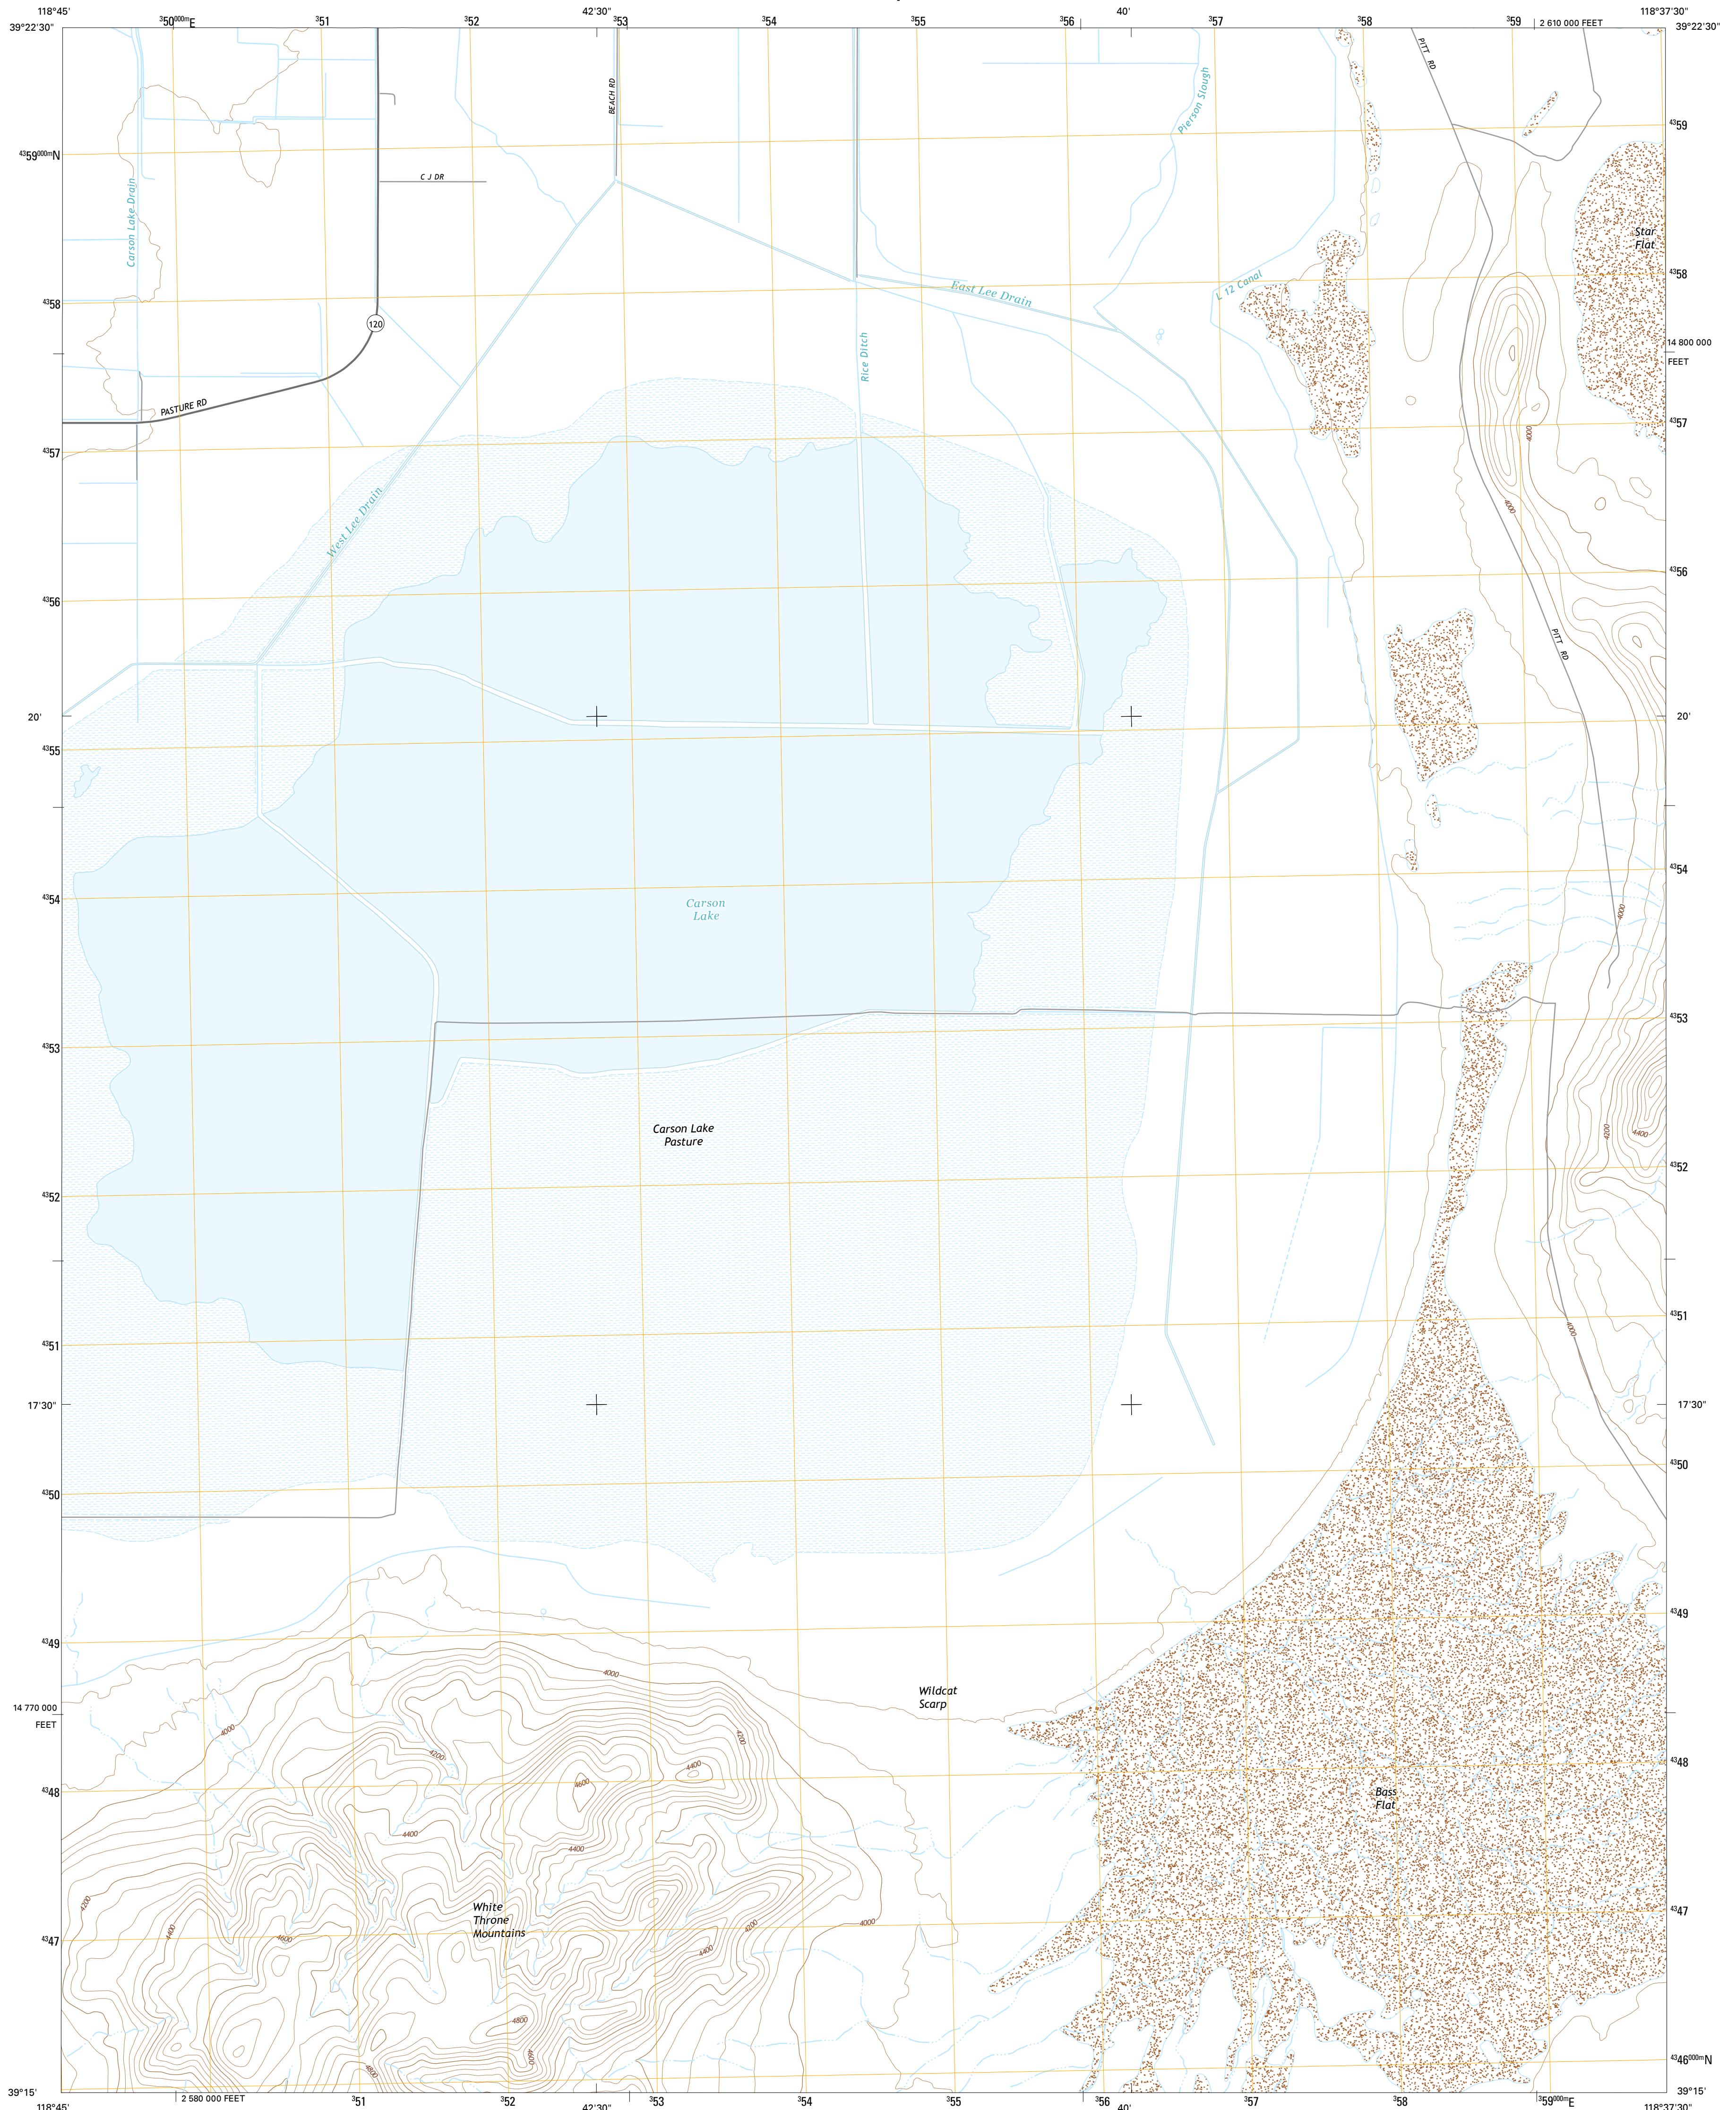 118°45'
³50⁰⁰⁰ᵐE
³51
³52
42'30"
³53
³54
³55
³56
40'
³57
³58
³59
2 610 000 FEET
118°37'30"
39°22'30"
39°22'30"
PITT RD
BEACH RD
Pierson Slough
⁴³59
⁴³59⁰⁰⁰ᵐN
C J DR
Carson Lake Drain
Star
Flat
⁴³58
L 12 Canal
East Lee Drain
⁴³58
120
14 800 000
FEET
Rice Ditch
PASTURE RD
⁴³57
4000
⁴³57
4000
West Lee Drain
⁴³56
⁴³56
PITT RD
20'
20'
⁴³55
⁴³54
⁴³54
Carson
Lake
4000
⁴³53
⁴³53
Carson Lake
Pasture
4200
4400
⁴³52
⁴³52
⁴³51
4000
⁴³51
17'30"
17'30"
⁴³50
⁴³50
⁴³49
⁴³49
4000
Wildcat
Scarp
14 770 000
FEET
4000
4200
4200
4400
⁴³48
4600
⁴³48
Bass
Flat
4400
4400
4200
White
Throne
Mountains
⁴³47
4400
4600
4200
4000
4400
⁴³47
4800
4600
4800
⁴³46⁰⁰⁰ᵐN
39°15'
39°15'
118°45'
2 580 000 FEET
³51
³52
42'30"
³53
³54
³55
³56
40'
³57
³58
³59⁰⁰⁰ᵐE
118°37'30"